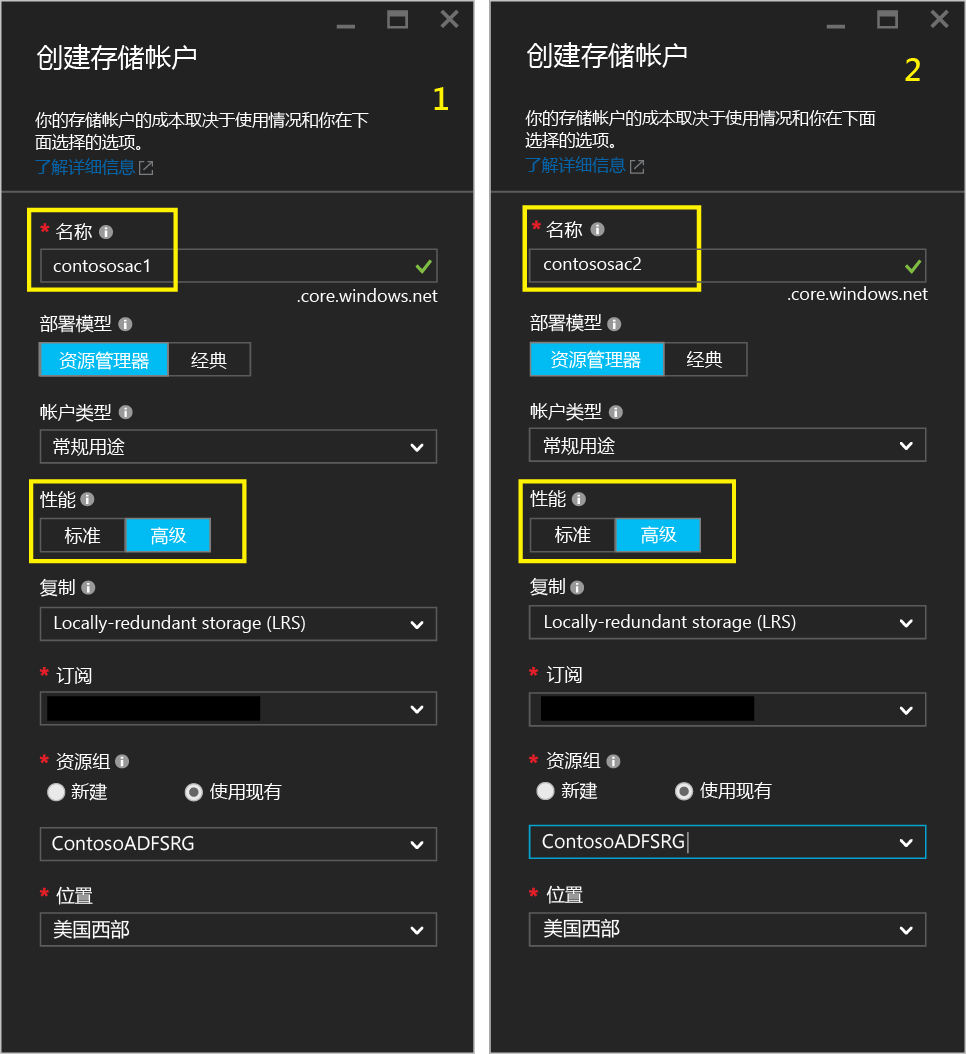 创建存储帐户
1
你的存储帐户的成本取决于使用情况和你在下
面选择的选项。
了解详细信息
* 名称
contososac1
.core.windows.net
部署模型
资源管理器 经典
帐户类型
常规用途
性能
标准 高级
复制
Locally-redundant storage (LRS)
* 订阅
* 资源组
新建 使用现有
ContosoADFSRG
* 位置
美国西部
创建存储帐户
2
你的存储帐户的成本取决于使用情况和你在下面
选择的选项。
了解详细信息
* 名称
contososac2
.core.windows.net
部署模型
资源管理器 经典
帐户类型
常规用途
性能
标准 高级
复制
Locally-redundant storage (LRS)
* 订阅
* 资源组
新建 使用现有
ContosoADFSRG
* 位置
美国西部